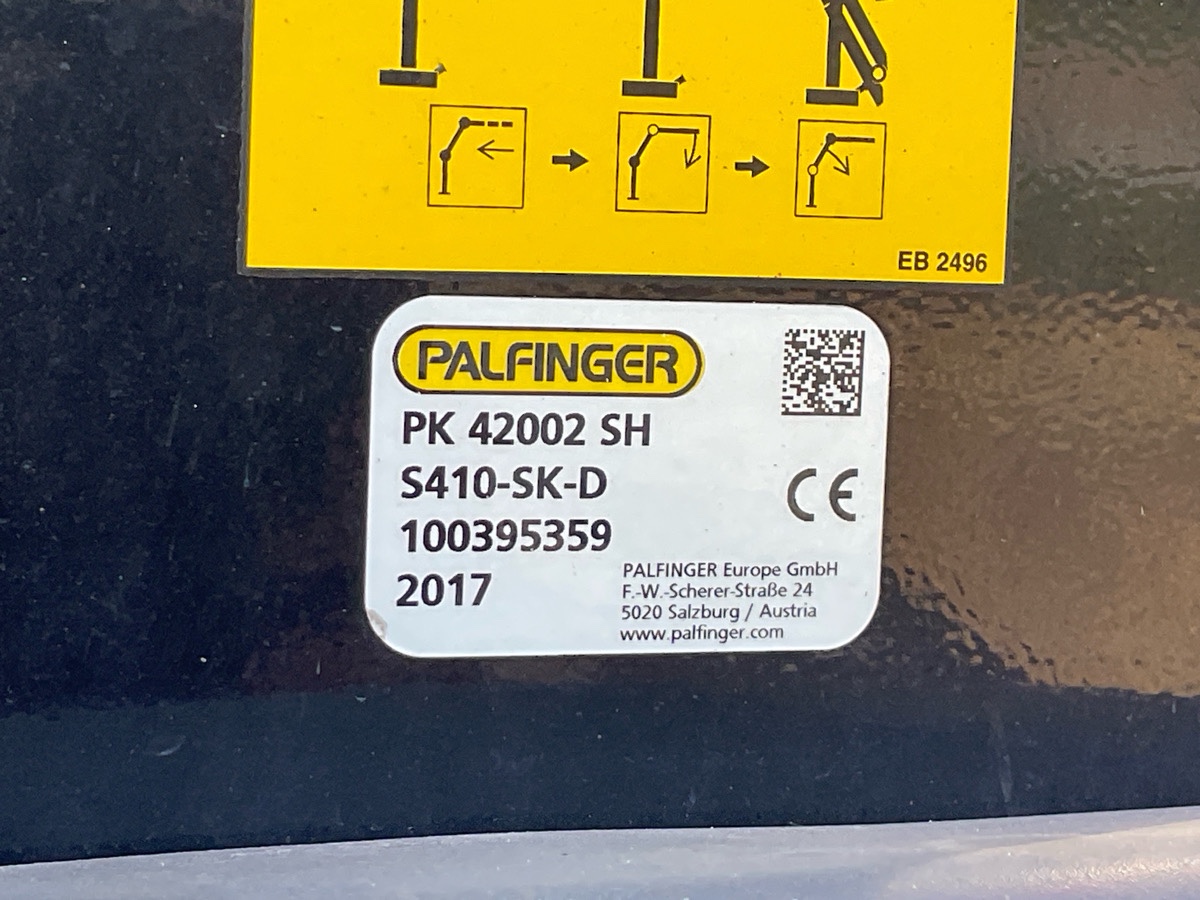 EB 2496
PALFINGER
PK 42002 SH
S410-SK-D
CE
100395359
2017
PALFINGER Europe GmbH
F.-W.-Scherer-Straße 24
5020 Salzburg / Austria
www.palfinger.com